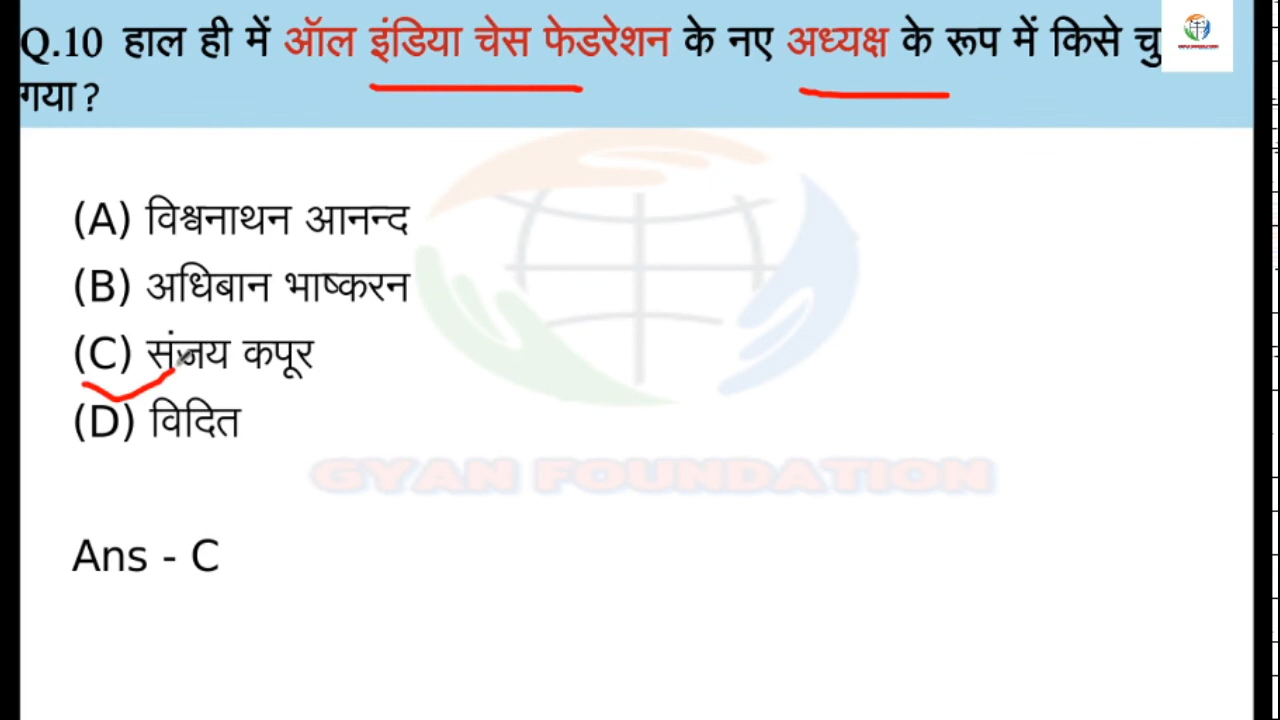 Q.10 हाल ही में ऑल इंडिया चेस फेडरेशन के नए अध्यक्ष के रूप में किसे चु
गया?
(A) विश्वनाथन आनन्द
(B) अधिबान भाष्करन
(C) संजय कपूर
(D) विदित
GYAN FOUNDATION
Ans - C